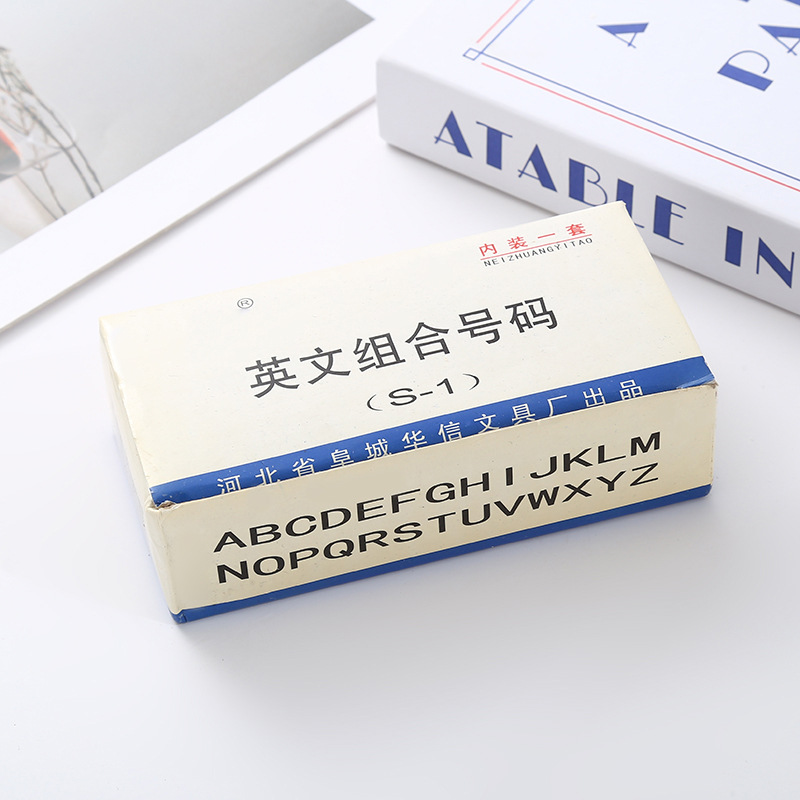 A
PA
ATABLE IN
内装一套
NEIZHUANGYITAO
®
英文组合号码
(S-1)
河北省阜城华信文具厂出品
ABCDEFGHIJKLM
NOPQRSTUVWXYZ